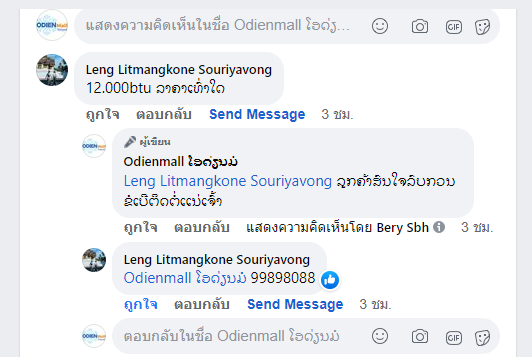 ແສดงความคิดเห็นในชื่อ Odienmall ໂອດ່ຽນ...
Leng Litmangkone Souriyavong
12.000btu ລາຄາເທົ່າໃດ
ถูกใจ ตอบกลับ Send Message 3 ชม.
ผู้เขียน
Odienmall ໂອດ່ຽນມໍ
Leng Litmangkone Souriyavong ລູກຄ້າສົນໃຈລົບກວນ
ຂໍເບີຕິດຕໍ່ແນ່ເຈົ້າ
ถูกใจ ตอบกลับ แสดงความคิดเห็นโดย Bery Sbh 3 ชม.
Leng Litmangkone Souriyavong
Odienmall ໂອດ່ຽນມໍ 99898088
ถูกใจ ตอบกลับ Send Message 3 ชม.
ตอบกลับในชื่อ Odienmall ໂອດ່ຽນມໍ